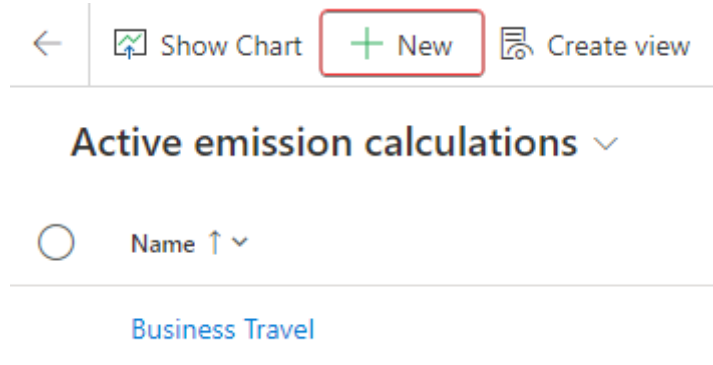 Show Chart New Create view
Active emission calculations
Name
Business Travel